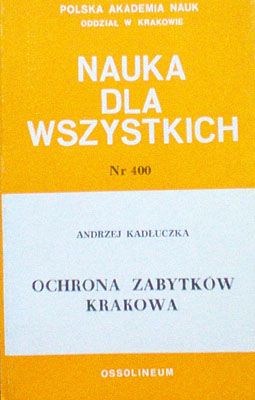 POLSKA AKADEMIA NAUK
ODDZIAŁ W KRAKOWIE
NAUKA
DLA
WSZYSTKICH
Nr 400
ANDRZEJ KADŁUCZKA
OCHRONA ZABYTKÓW
KRAKOWA
OSSOLINEUM